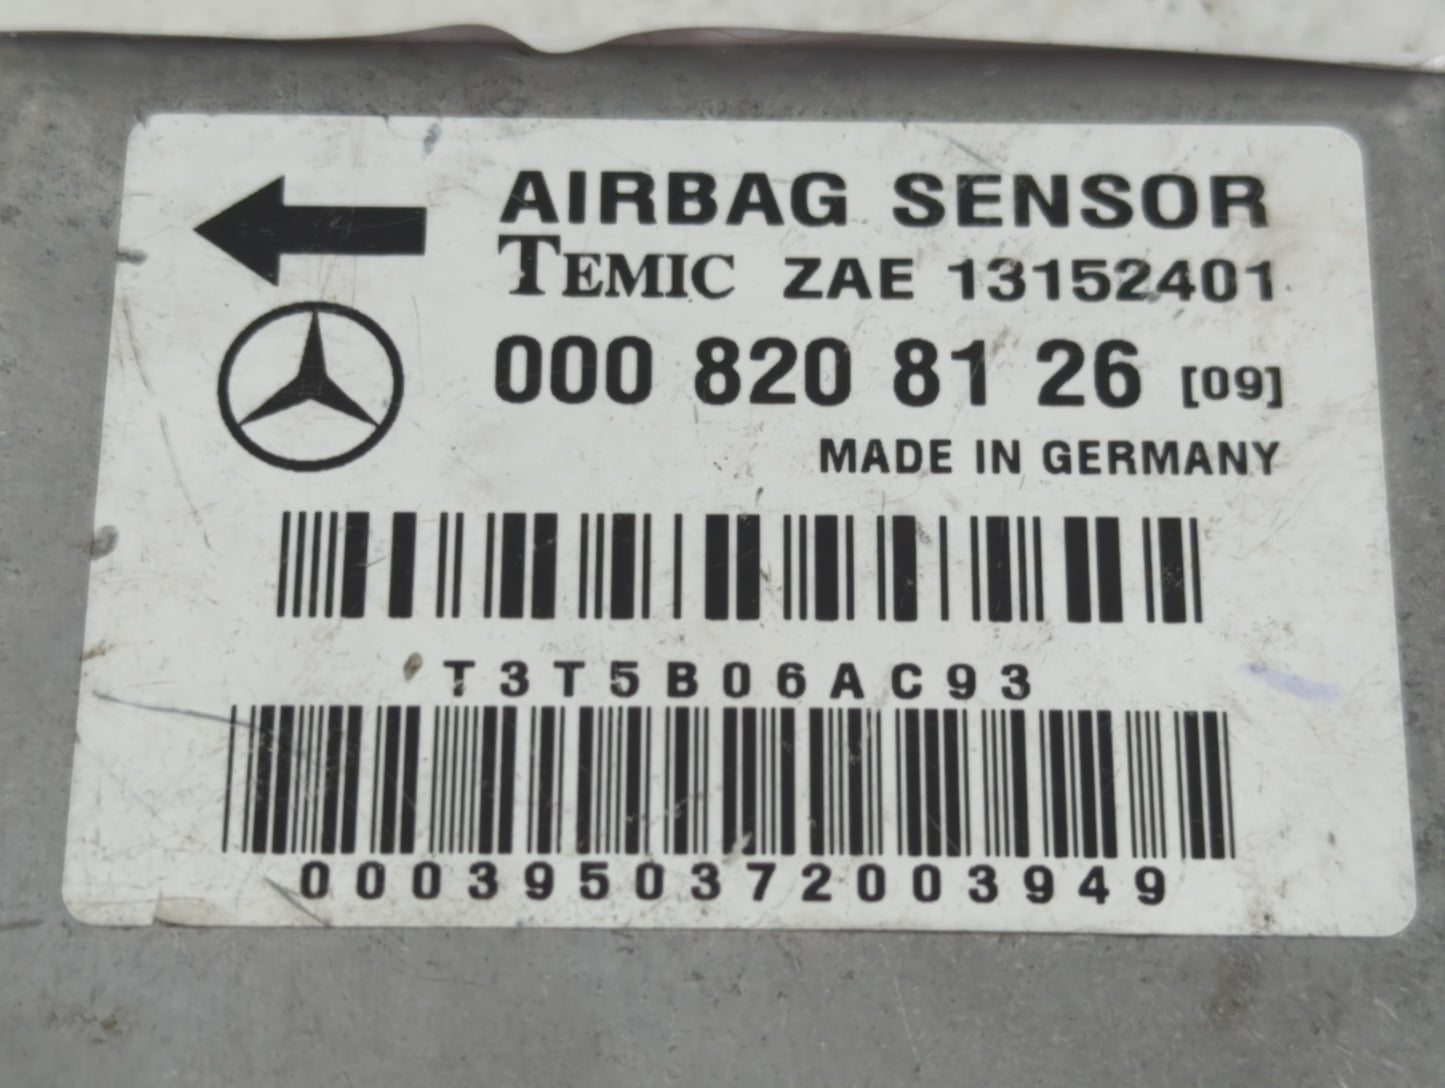 AIRBAG SENSOR
TEMIC ZAE 13152401
000 820 81 26 [09]
MADE IN GERMANY
T3T5B06AC93
0003950372003949